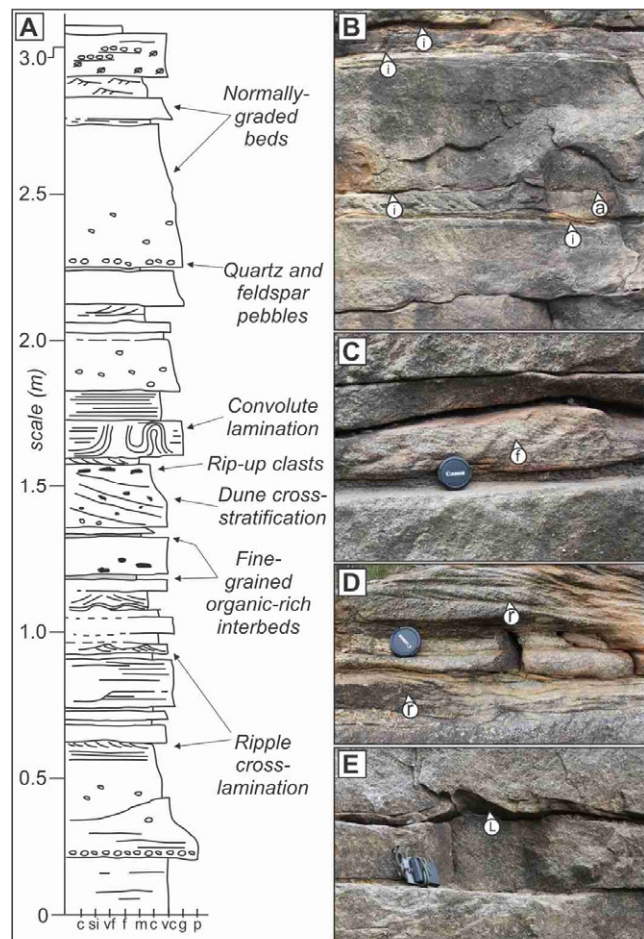 A
3.0
Normally-
graded
beds
2.5
Quartz and
feldspar
pebbles
2.0
scale (m)
Convolute
lamination
Rip-up clasts
1.5
Dune cross-
stratification
Fine-
grained
organic-rich
interbeds
1.0
Ripple
cross-
lamination
0.5
0
c si vf f m c vc g p
B
i
i
i
a
i
C
f
Canon
D
r
Canon
r
E
L